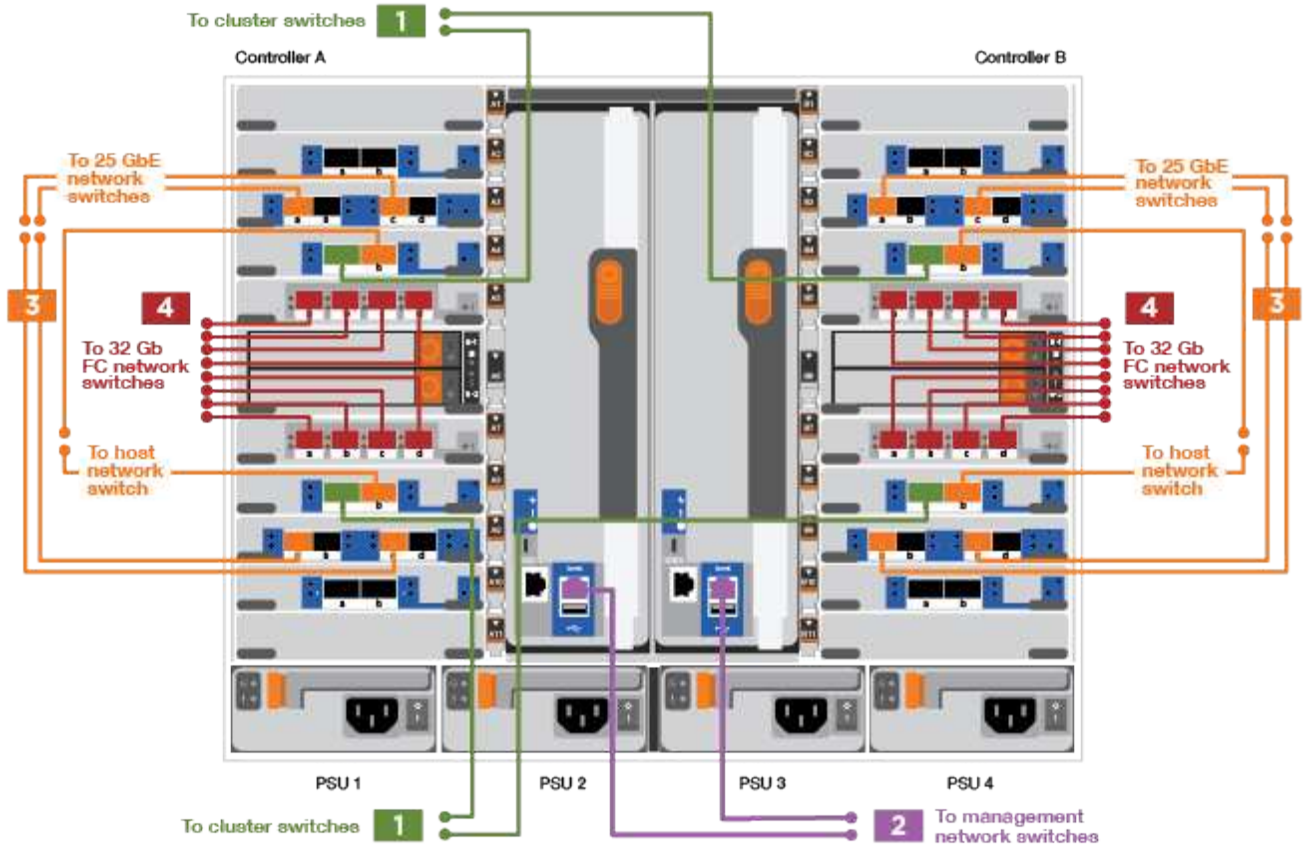 To cluster switches 1
Controller A
Controller B
To 25 GbE
network
switches
To 25 GbE
network
switches
a b
a b
a c d
a b c d
b
b
3
4
4
3
To 32 Gb
FC network
switches
To 32 Gb
FC network
switches
a b c d
To host
network
switch
To host
network
switch
b
b
d
b d
a b
a b
A11
PSU 1
PSU 2
PSU 3
PSU 4
To cluster switches 1
2 To management
network switches